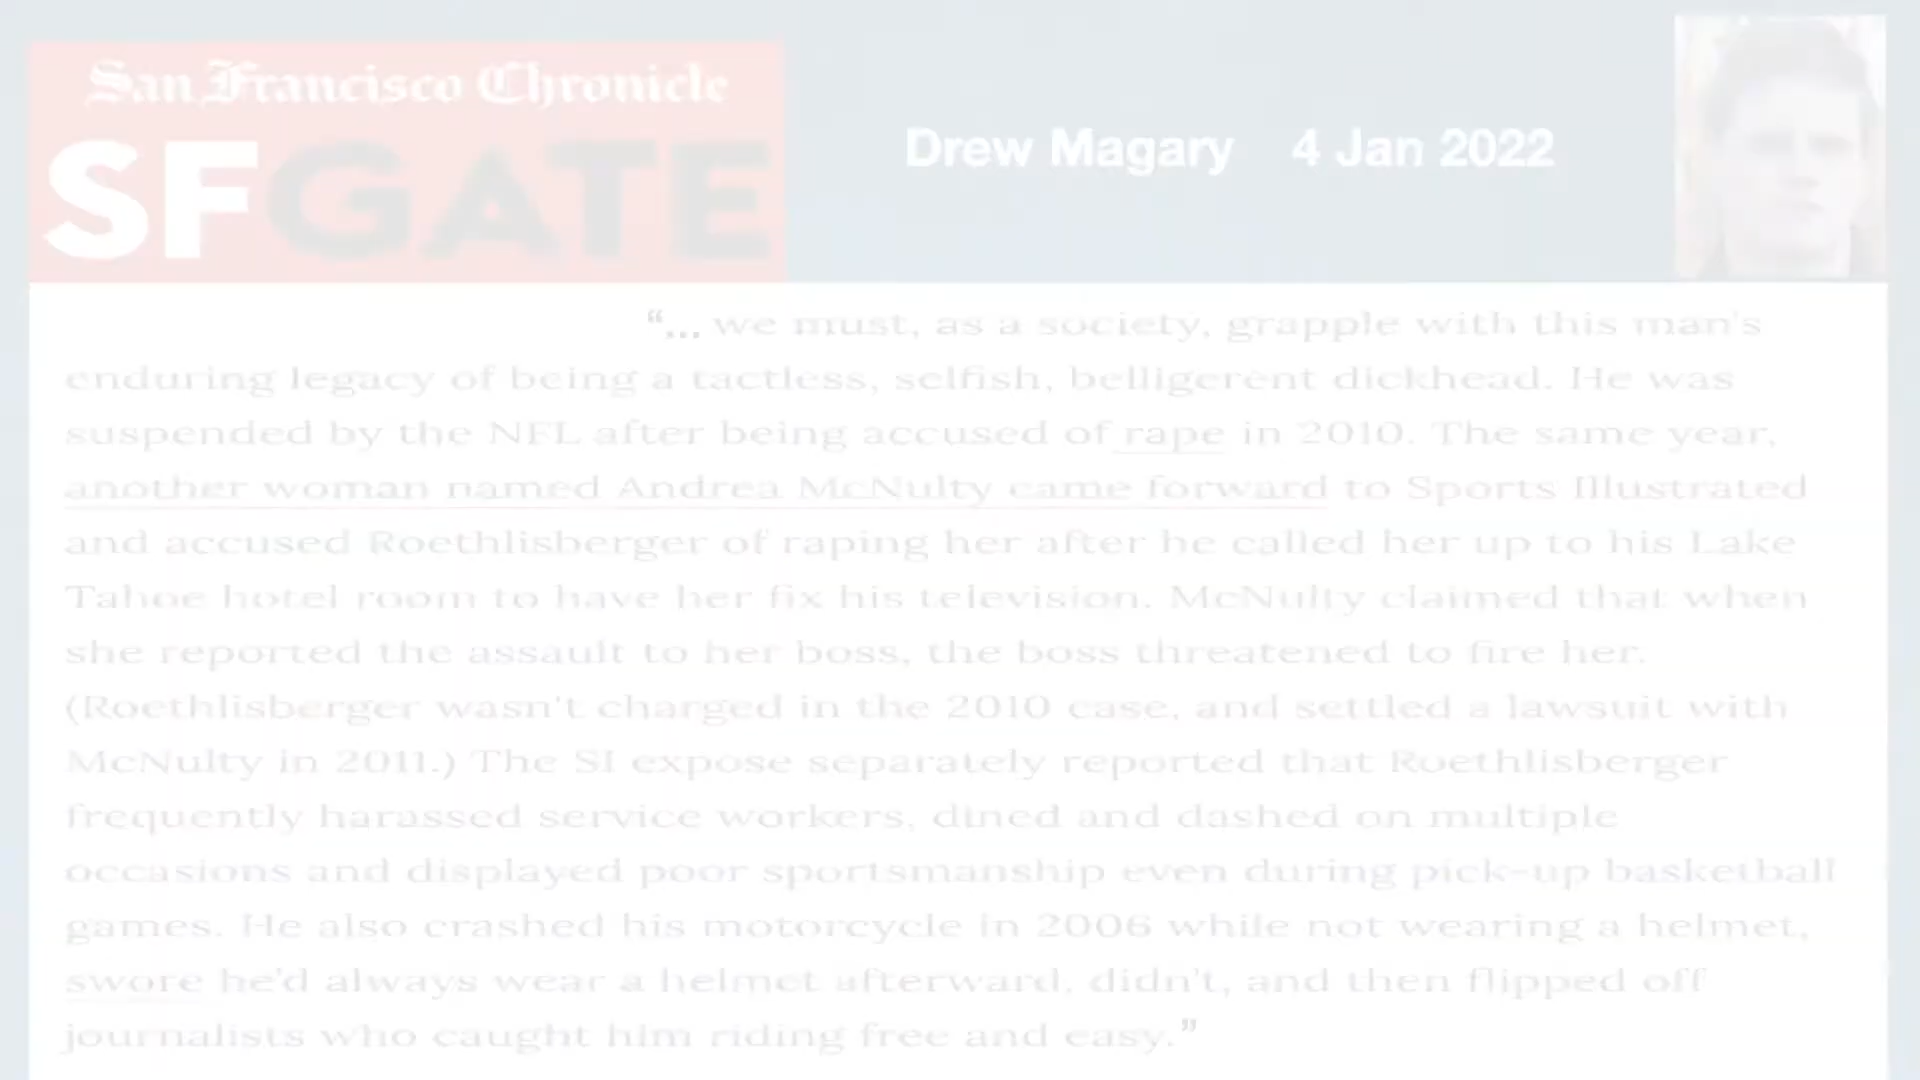 San Francisco Chronicle
SFGATE
Drew Magary 4 Jan 2022
“... we must, as a society, grapple with this man's
enduring legacy of being a tactless, selfish, belligerent dickhead. He was
suspended by the NFL after being accused of rape in 2010. The same year,
another woman named Andrea McNulty came forward to Sports Illustrated
and accused Roethlisberger of raping her after he called her up to his Lake
Tahoe hotel room to have her fix his television. McNulty claimed that when
she reported the assault to her boss, the boss threatened to fire her.
(Roethlisberger wasn't charged in the 2010 case, and settled a lawsuit with
McNulty in 2011.) The SI expose separately reported that Roethlisberger
frequently harassed service workers, dined and dashed on multiple
occasions and displayed poor sportsmanship even during pick-up basketball
games. He also crashed his motorcycle in 2006 while not wearing a helmet,
swore he'd always wear a helmet afterward, didn't, and then flipped off
journalists who caught him riding free and easy.”